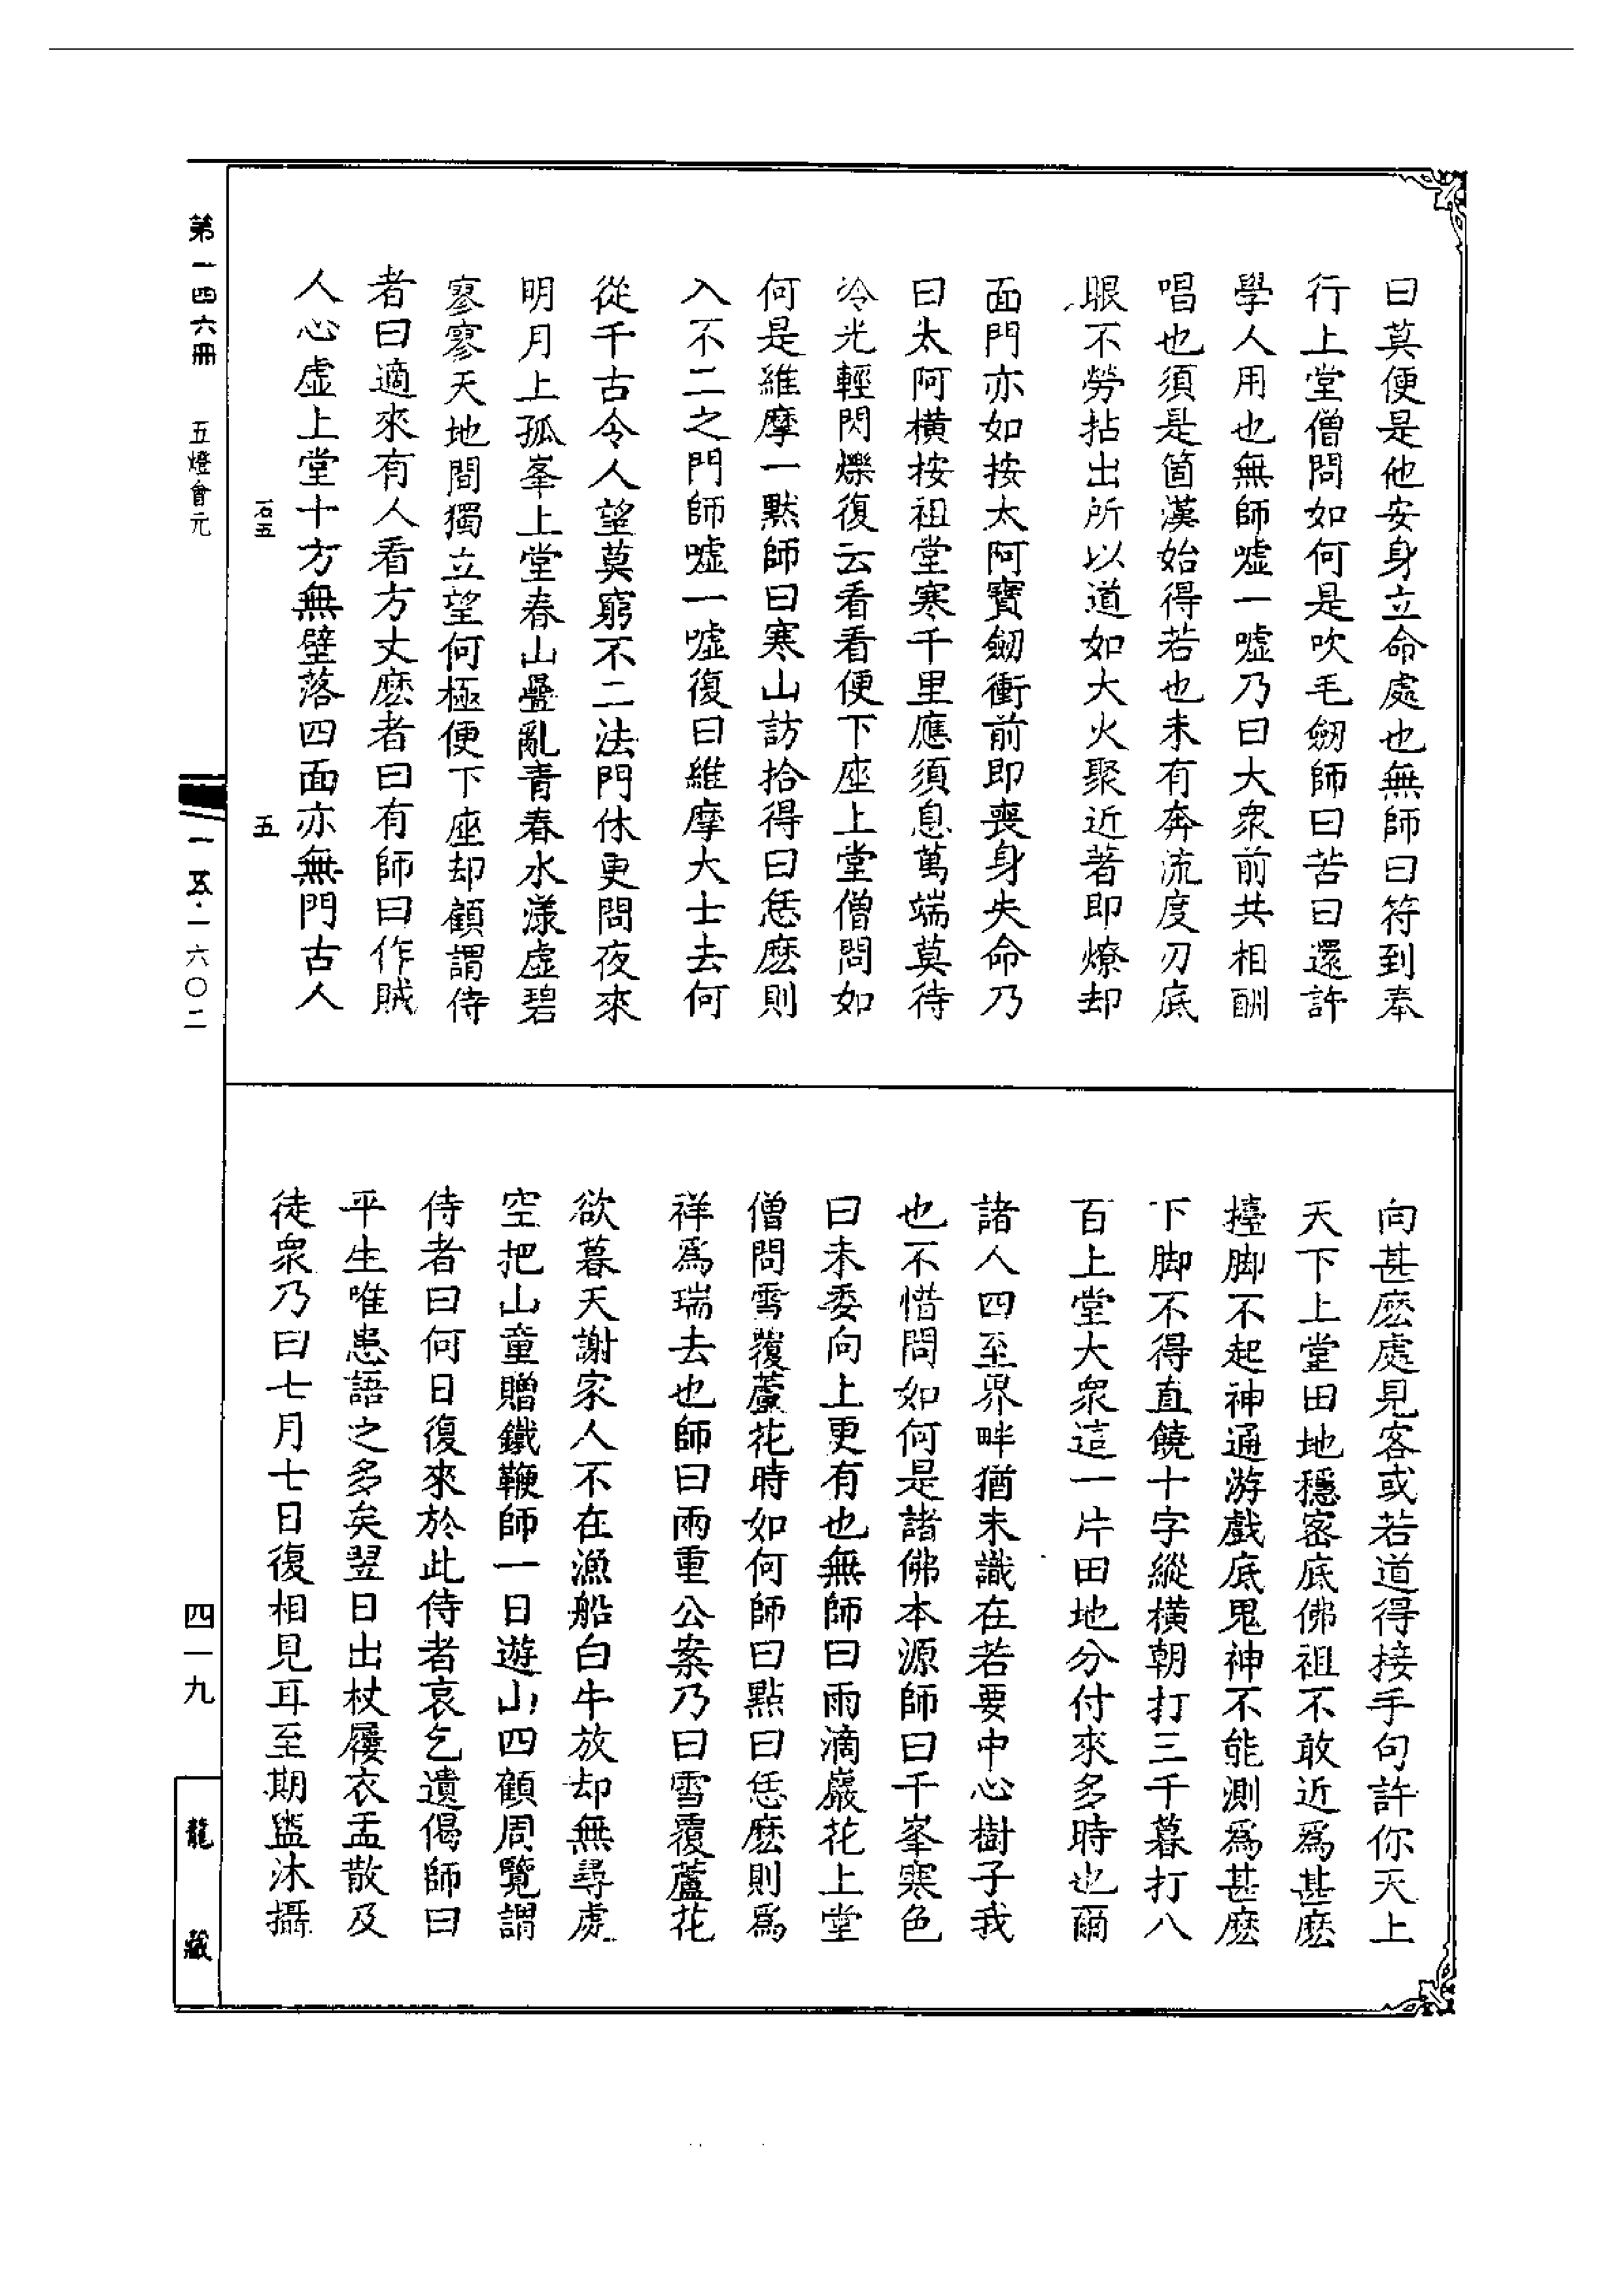 曰莫便是他安身立命處也無師曰符到奉
行上堂僧問如何是吹毛劒師曰苦曰還許
學人用也無師噓一噓乃曰大衆前共相酬
唱也須是箇漢始得若也未有奔流度刃底
眼不勞拈出所以道如大火聚近著即燎却
面門亦如按太阿寶劒衝前即喪身失命乃
曰太阿橫按祖堂寒千里應須息萬端莫待
冷光輕閃爍復云看看便下座上堂僧問如
何是維摩一默師曰寒山訪拾得曰恁麽則
入不二之門師噓一噓復曰維摩大士去何
從千古令人望莫窮不二法門休更問夜來
明月上孤峯上堂春山疊亂青春水漾虛碧
寥寥天地間獨立望何極便下座却顧謂侍
者曰適來有人看方丈麽者曰有師曰作賊
人心虛上堂十方無壁落四面亦無門古人
石五
五
向甚麽處見客或若道得接手句許你天上
天下上堂田地穩密底佛祖不敢近爲甚麽
擡脚不起神通游戲底鬼神不能測爲甚麽
下脚不得直饒十字縱橫朝打三千暮打八
百上堂大衆這一片田地分付來多時也爾
諸人四至界畔猶未識在若要中心樹子我
也不惜問如何是諸佛本源師曰千峯寒色
曰未委向上更有也無師曰雨滴巖花上堂
僧問雪覆蘆花時如何師曰點曰恁麽則爲
祥爲瑞去也師曰兩重公案乃曰雪覆蘆花
欲暮天謝家人不在漁船白牛放却無尋處
空把山童贈鐵鞭師一日遊山四顧周覽謂
侍者曰何日復來於此侍者哀乞遺偈師曰
平生唯患語之多矣翌日出杖屨衣盂散及
徒衆乃曰七月七日復相見耳至期盥沐攝
第一四六冊 五燈會元
一五·一六〇二
四一九
龍藏